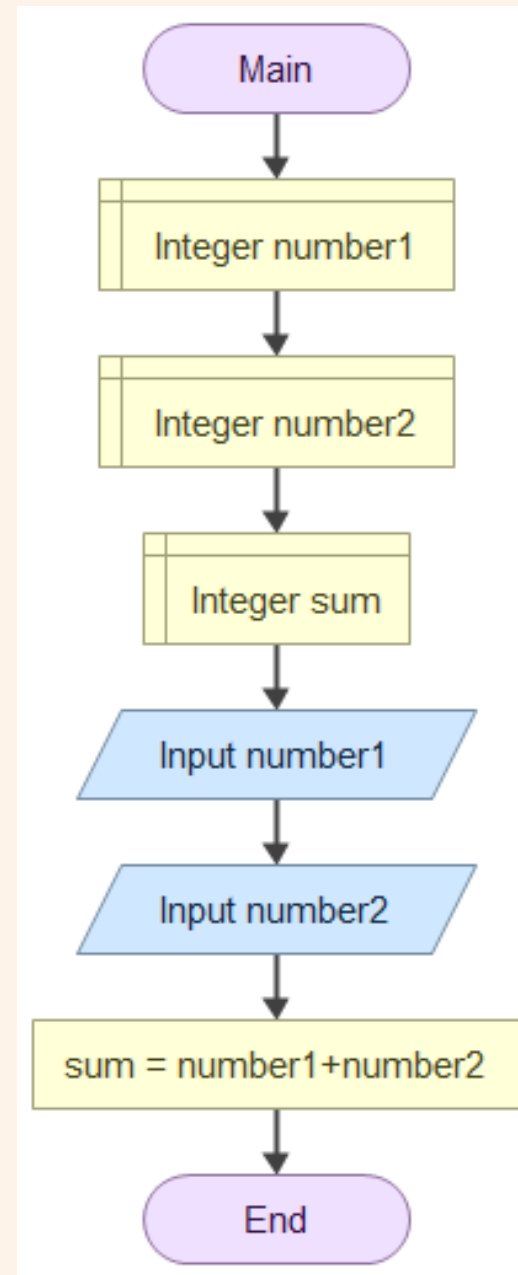 Main
Integer number1
Integer number2
Integer sum
Input number1
Input number2
sum = number1+number2
End